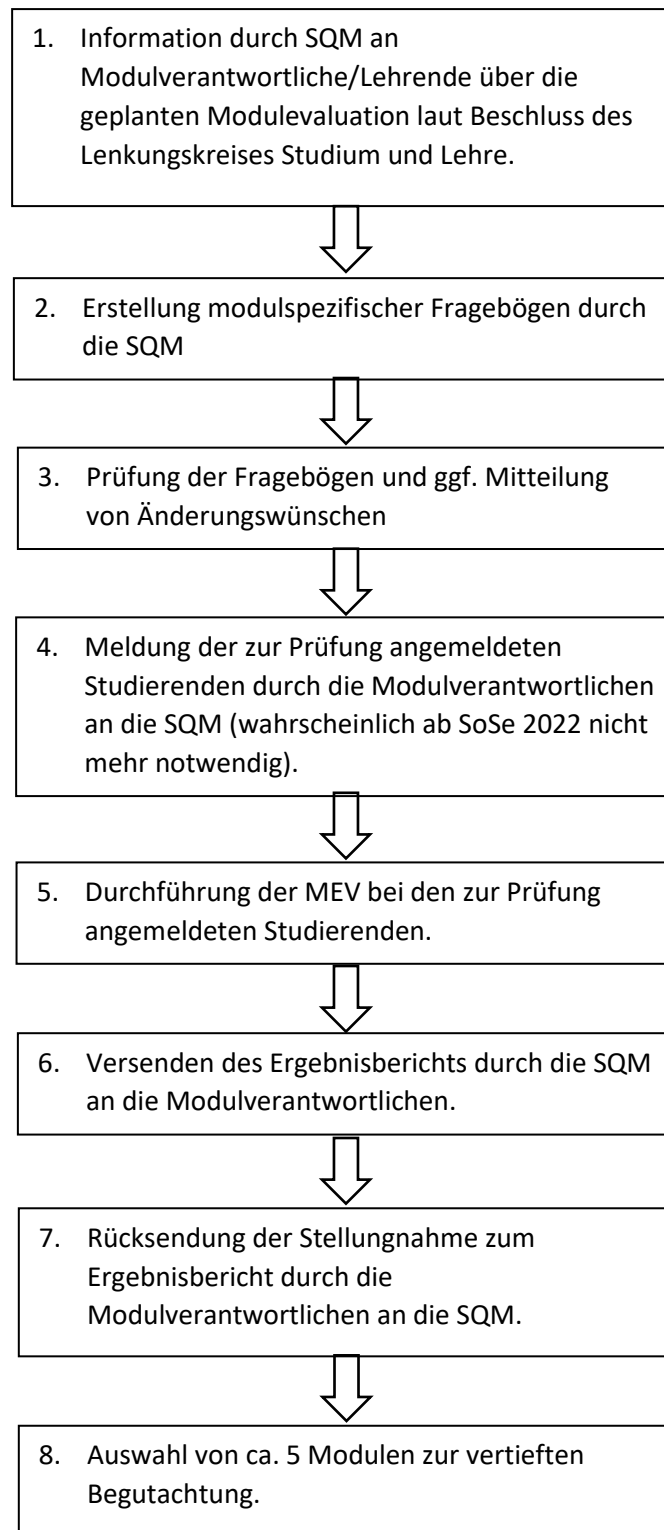 1. Information durch SQM an
Modulverantwortliche/Lehrende über die
geplanten Modulevaluation laut Beschluss des
Lenkungskreises Studium und Lehre.
2. Erstellung modulspezifischer Fragebögen durch
die SQM
3. Prüfung der Fragebögen und ggf. Mitteilung
von Änderungswünschen
4. Meldung der zur Prüfung angemeldeten
Studierenden durch die Modulverantwortlichen
an die SQM (wahrscheinlich ab SoSe 2022 nicht
mehr notwendig).
5. Durchführung der MEV bei den zur Prüfung
angemeldeten Studierenden.
6. Versenden des Ergebnisberichts durch die SQM
an die Modulverantwortlichen.
7. Rücksendung der Stellungnahme zum
Ergebnisbericht durch die
Modulverantwortlichen an die SQM.
8. Auswahl von ca. 5 Modulen zur vertieften
Begutachtung.